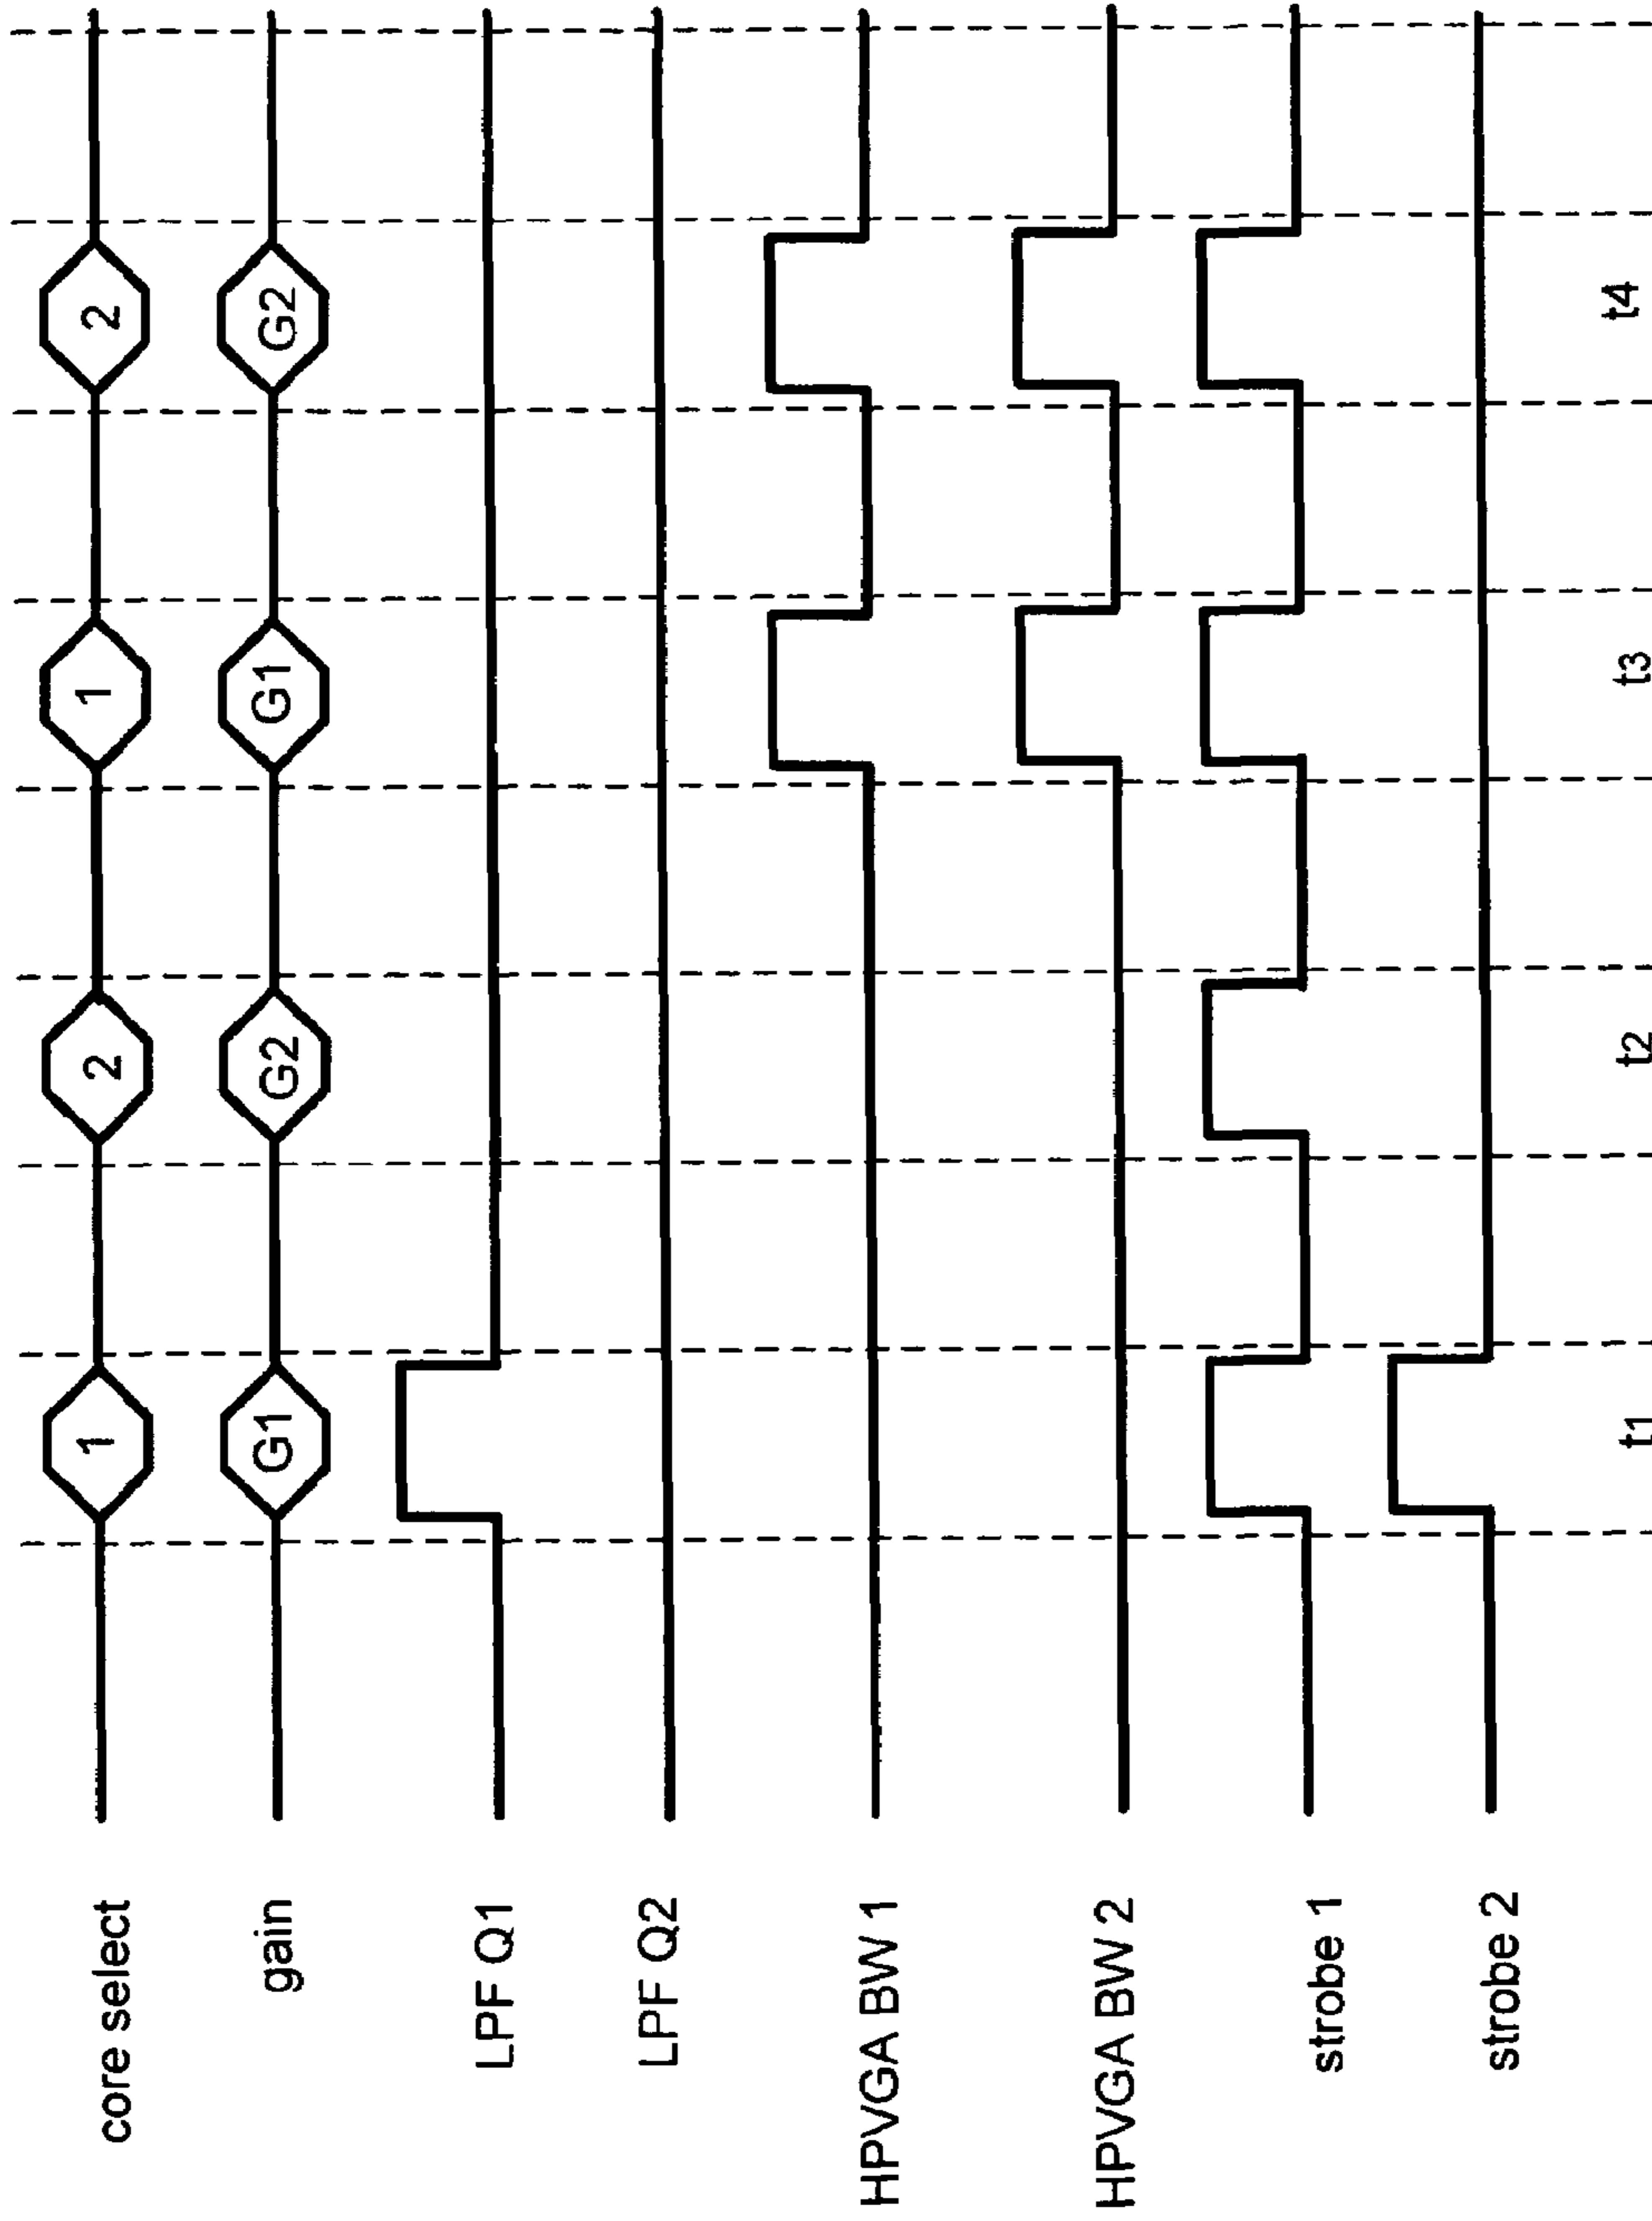 core select
1
2
1
2
gain
G1
G2
G1
G2
LPF Q1
LPF Q2
HPVGA BW 1
HPVGA BW 2
strobe 1
strobe 2
t1
t2
t3
t4